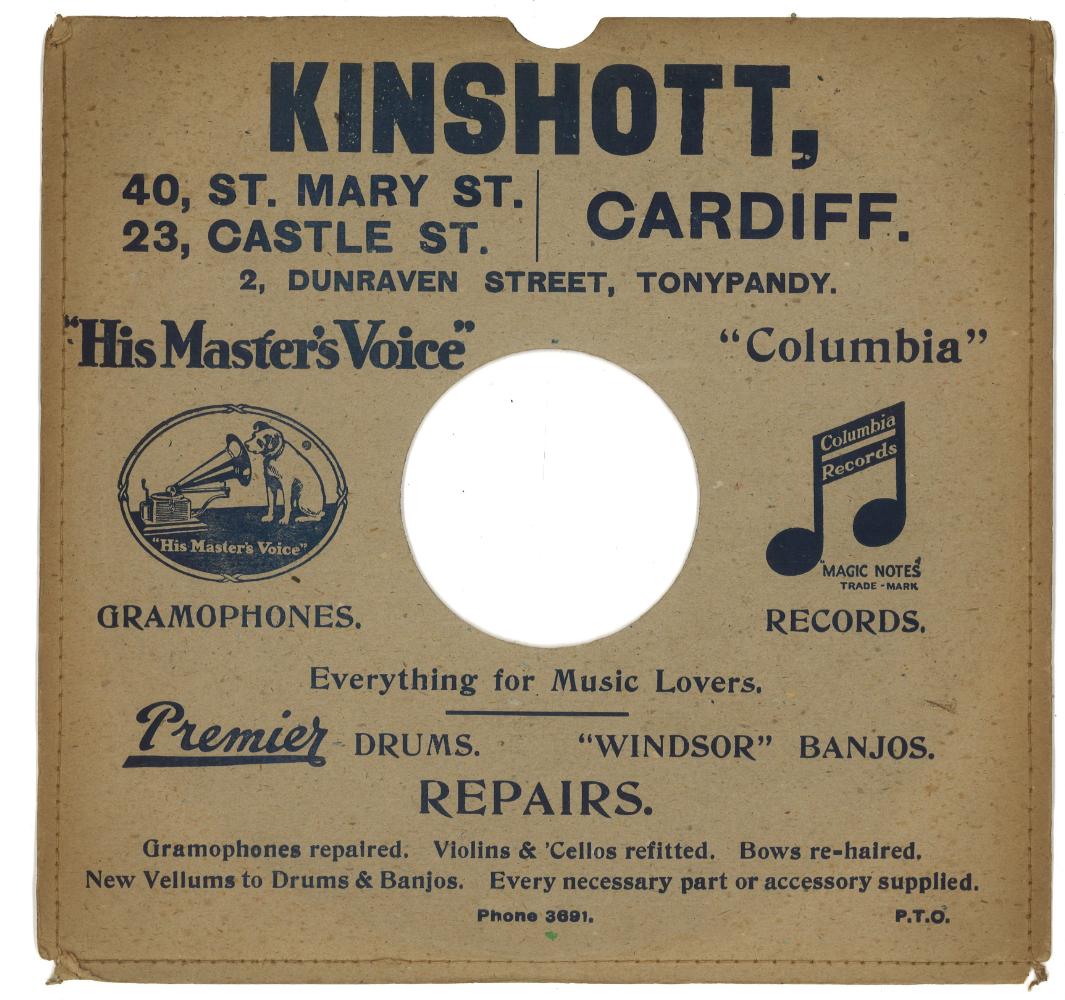 KINSHOTT,
40, ST. MARY ST.
23, CASTLE ST.
CARDIFF.
2, DUNRAVEN STREET, TONYPANDY.
"His Master's Voice"
"Columbia"
Columbia
Records
"His Master's Voice"
"MAGIC NOTES"
TRADE-MARK
GRAMOPHONES.
RECORDS.
Everything for Music Lovers.
Premier DRUMS. "WINDSOR" BANJOS.
REPAIRS.
Gramophones repaired. Violins & 'Cellos refitted. Bows re-haired.
New Vellums to Drums & Banjos. Every necessary part or accessory supplied.
Phone 3691. P.T.O.